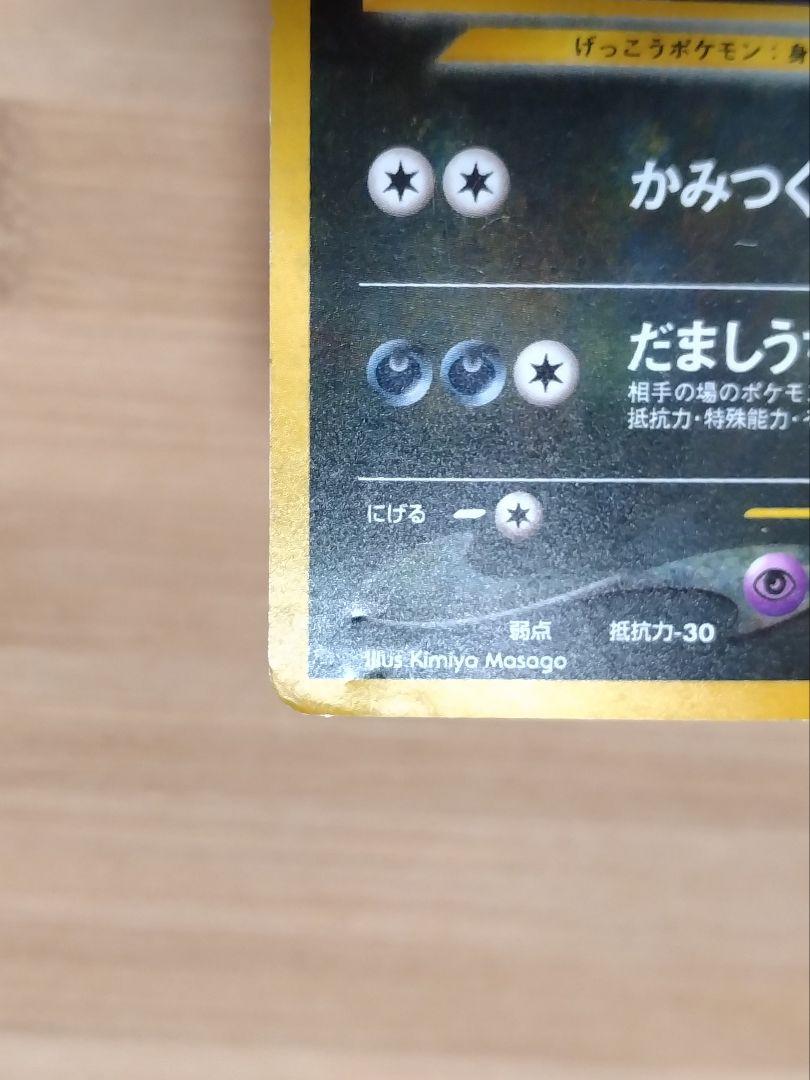 げっこうポケモン：身
かみつく
だましう
相手の場のポケモ
抵抗力・特殊能力・
にげる
弱点 抵抗力-30
Illus Kimiya Masago